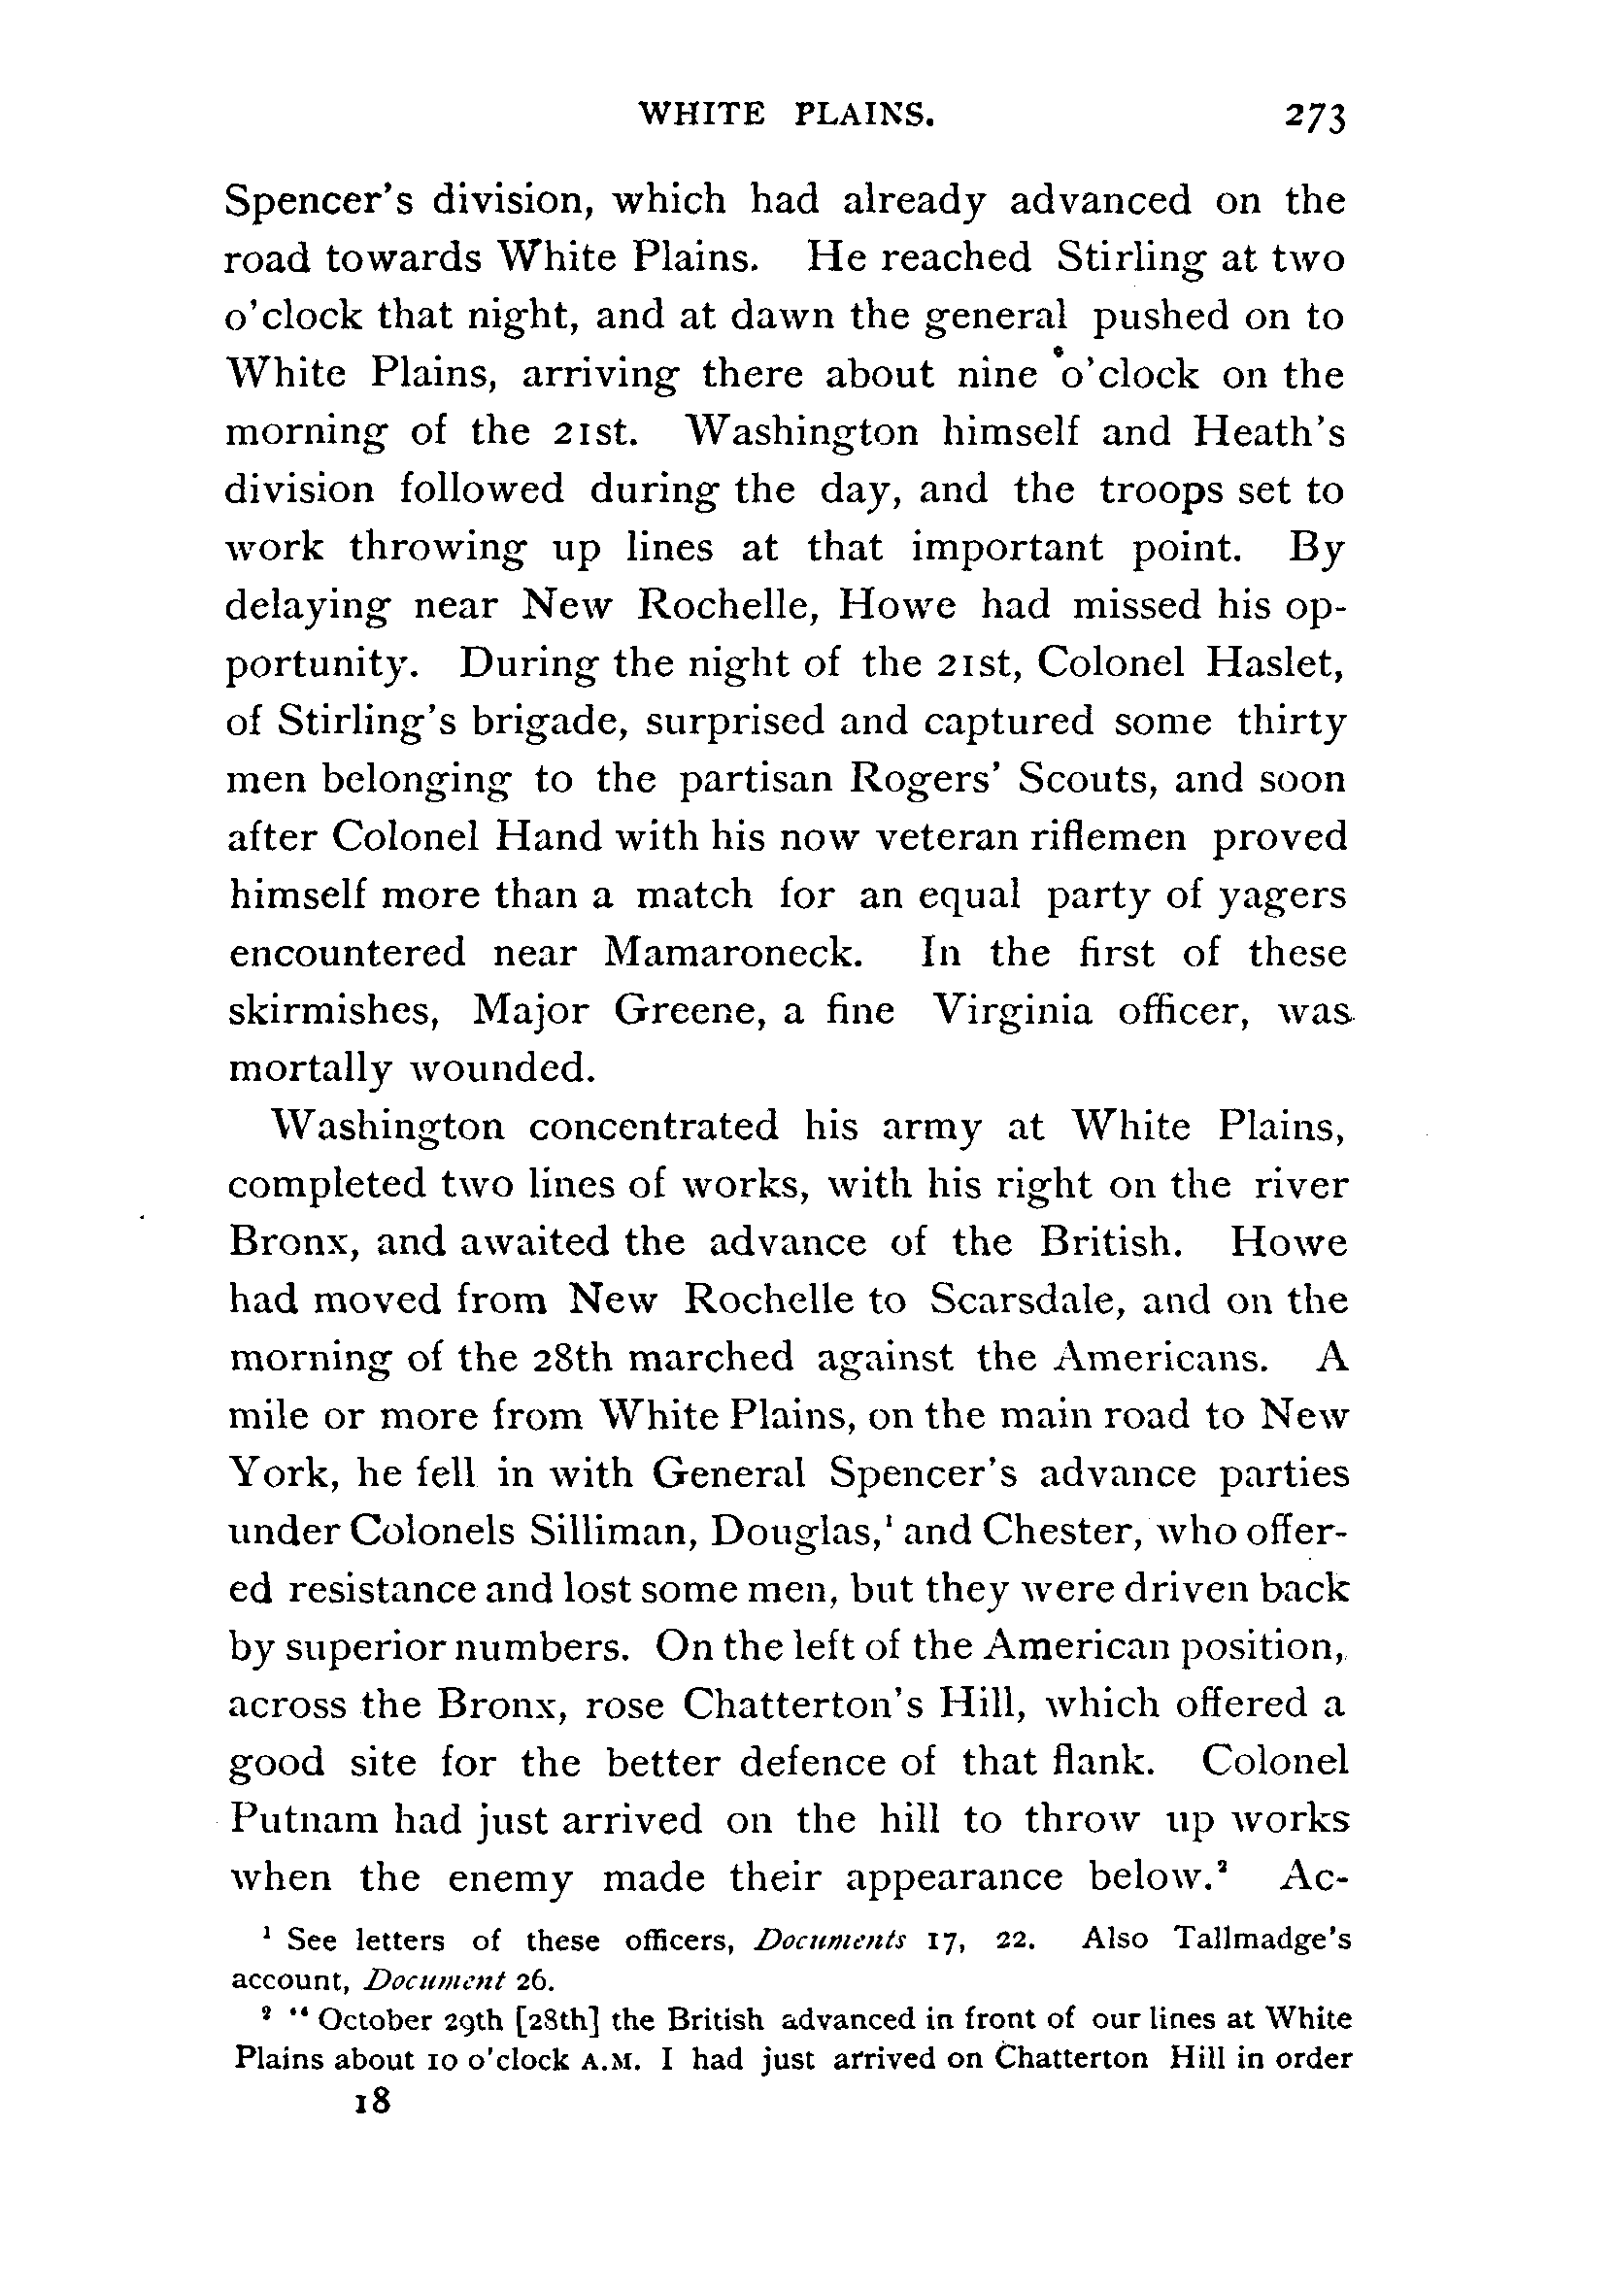 WHITE PLAINS. 273
Spencer's division, which had already advanced on the
road towards White Plains. He reached Stirling at two
o'clock that night, and at dawn the general pushed on to
White Plains, arriving there about nine o'clock on the
morning of the 21st. Washington himself and Heath's
division followed during the day, and the troops set to
work throwing up lines at that important point. By
delaying near New Rochelle, Howe had missed his op-
portunity. During the night of the 21st, Colonel Haslet,
of Stirling's brigade, surprised and captured some thirty
men belonging to the partisan Rogers' Scouts, and soon
after Colonel Hand with his now veteran riflemen proved
himself more than a match for an equal party of yagers
encountered near Mamaroneck. In the first of these
skirmishes, Major Greene, a fine Virginia officer, was
mortally wounded.
Washington concentrated his army at White Plains,
completed two lines of works, with his right on the river
Bronx, and awaited the advance of the British. Howe
had moved from New Rochelle to Scarsdale, and on the
morning of the 28th marched against the Americans. A
mile or more from White Plains, on the main road to New
York, he fell in with General Spencer's advance parties
under Colonels Silliman, Douglas,¹ and Chester, who offer-
ed resistance and lost some men, but they were driven back
by superior numbers. On the left of the American position,
across the Bronx, rose Chatterton's Hill, which offered a
good site for the better defence of that flank. Colonel
Putnam had just arrived on the hill to throw up works
when the enemy made their appearance below.² Ac-
¹ See letters of these officers, Documents 17, 22. Also Tallmadge's
account, Document 26.
² "October 29th [28th] the British advanced in front of our lines at White
Plains about 10 o'clock A.M. I had just arrived on Chatterton Hill in order
18